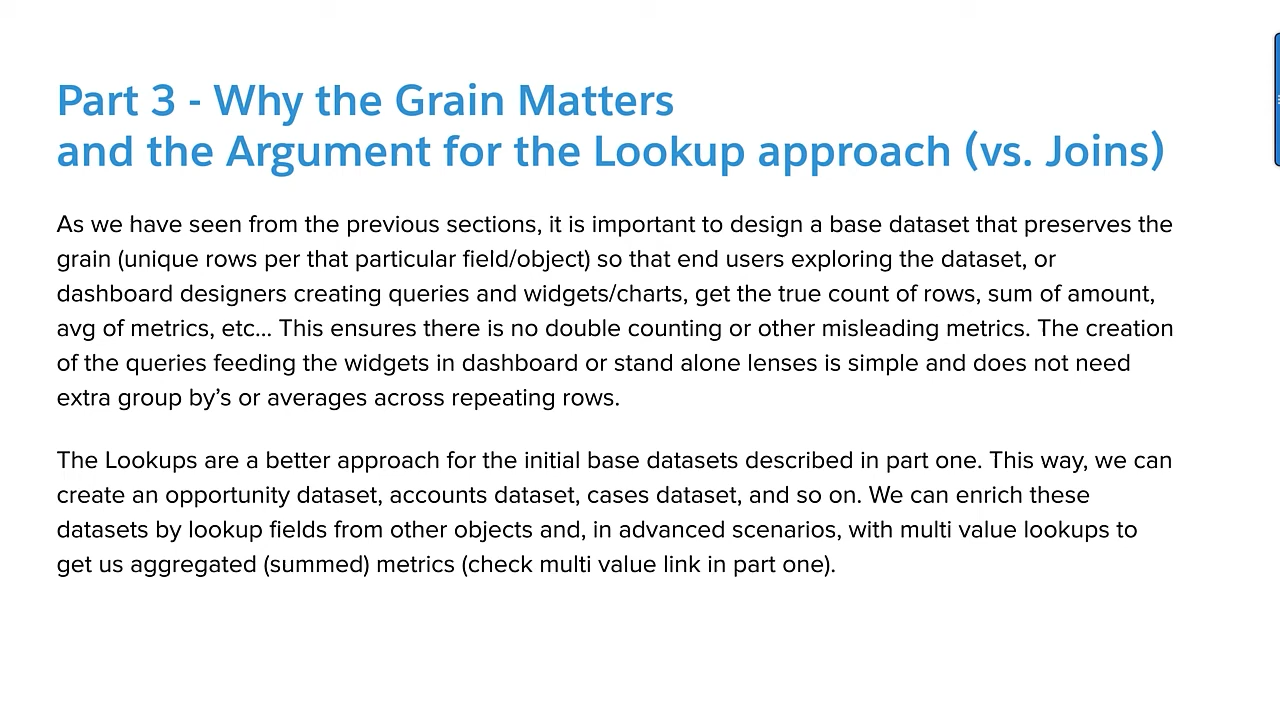 Part 3 - Why the Grain Matters
and the Argument for the Lookup approach (vs. Joins)
As we have seen from the previous sections, it is important to design a base dataset that preserves the
grain (unique rows per that particular field/object) so that end users exploring the dataset, or
dashboard designers creating queries and widgets/charts, get the true count of rows, sum of amount,
avg of metrics, etc... This ensures there is no double counting or other misleading metrics. The creation
of the queries feeding the widgets in dashboard or stand alone lenses is simple and does not need
extra group by’s or averages across repeating rows.
The Lookups are a better approach for the initial base datasets described in part one. This way, we can
create an opportunity dataset, accounts dataset, cases dataset, and so on. We can enrich these
datasets by lookup fields from other objects and, in advanced scenarios, with multi value lookups to
get us aggregated (summed) metrics (check multi value link in part one).